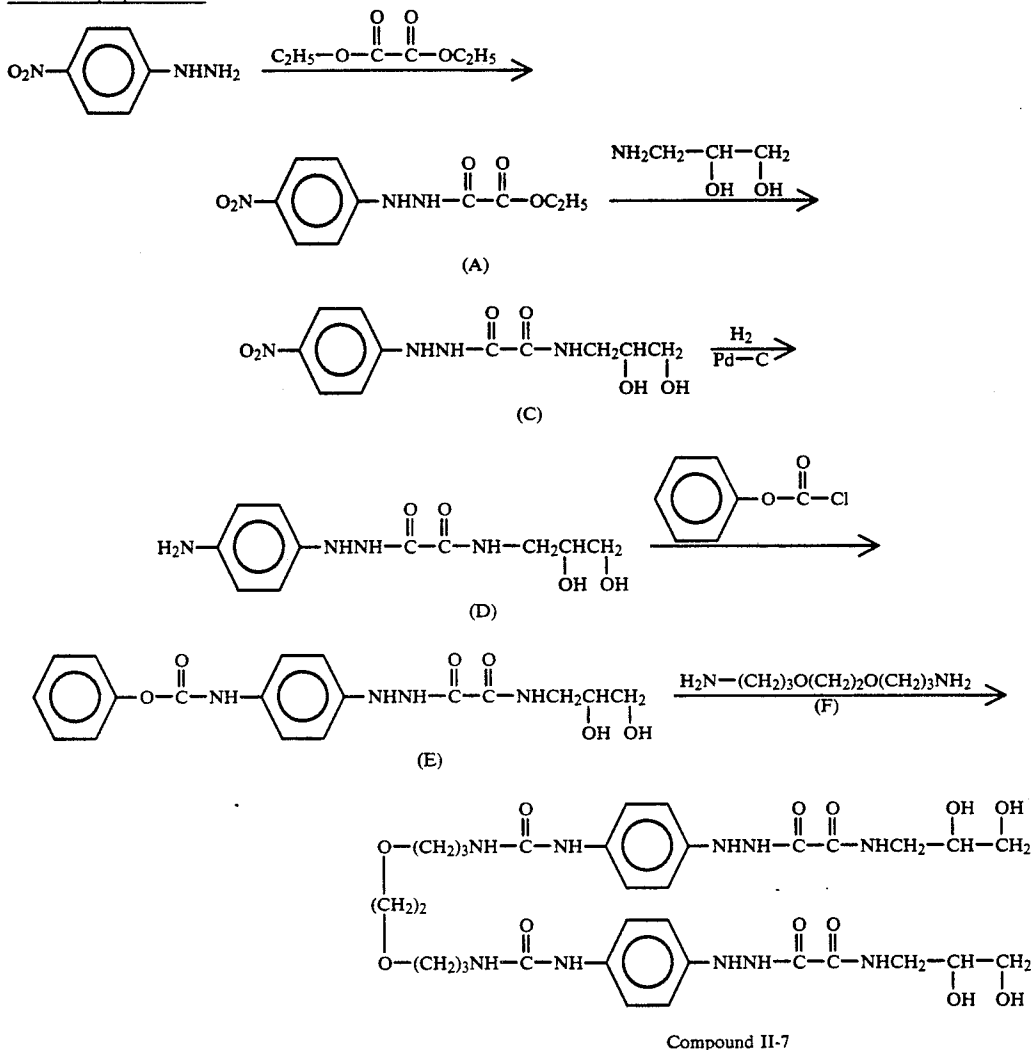 O O
C2H5—O—C—C—OC2H5
O2N NHNH2
O O
NHNH—C—C—OC2H5
O2N
(A)
NH2CH2—CH—CH2
OH OH
O O
O2N NHNH—C—C—NHCH2CHCH2
OH OH
(C)
H2
Pd—C
O O
H2N NHNH—C—C—NH—CH2CHCH2
OH OH
(D)
O
O—C—Cl
O O O
O—C—NH NHNH—C—C—NHCH2CHCH2
OH OH
(E)
H2N—(CH2)3O(CH2)2O(CH2)3NH2
(F)
O O O OH OH
O—(CH2)3NH—C—NH NHNH—C—C—NHCH2—CH—CH2
(CH2)2
O O O
O—(CH2)3NH—C—NH NHNH—C—C—NHCH2—CH—CH2
OH OH
Compound II-7